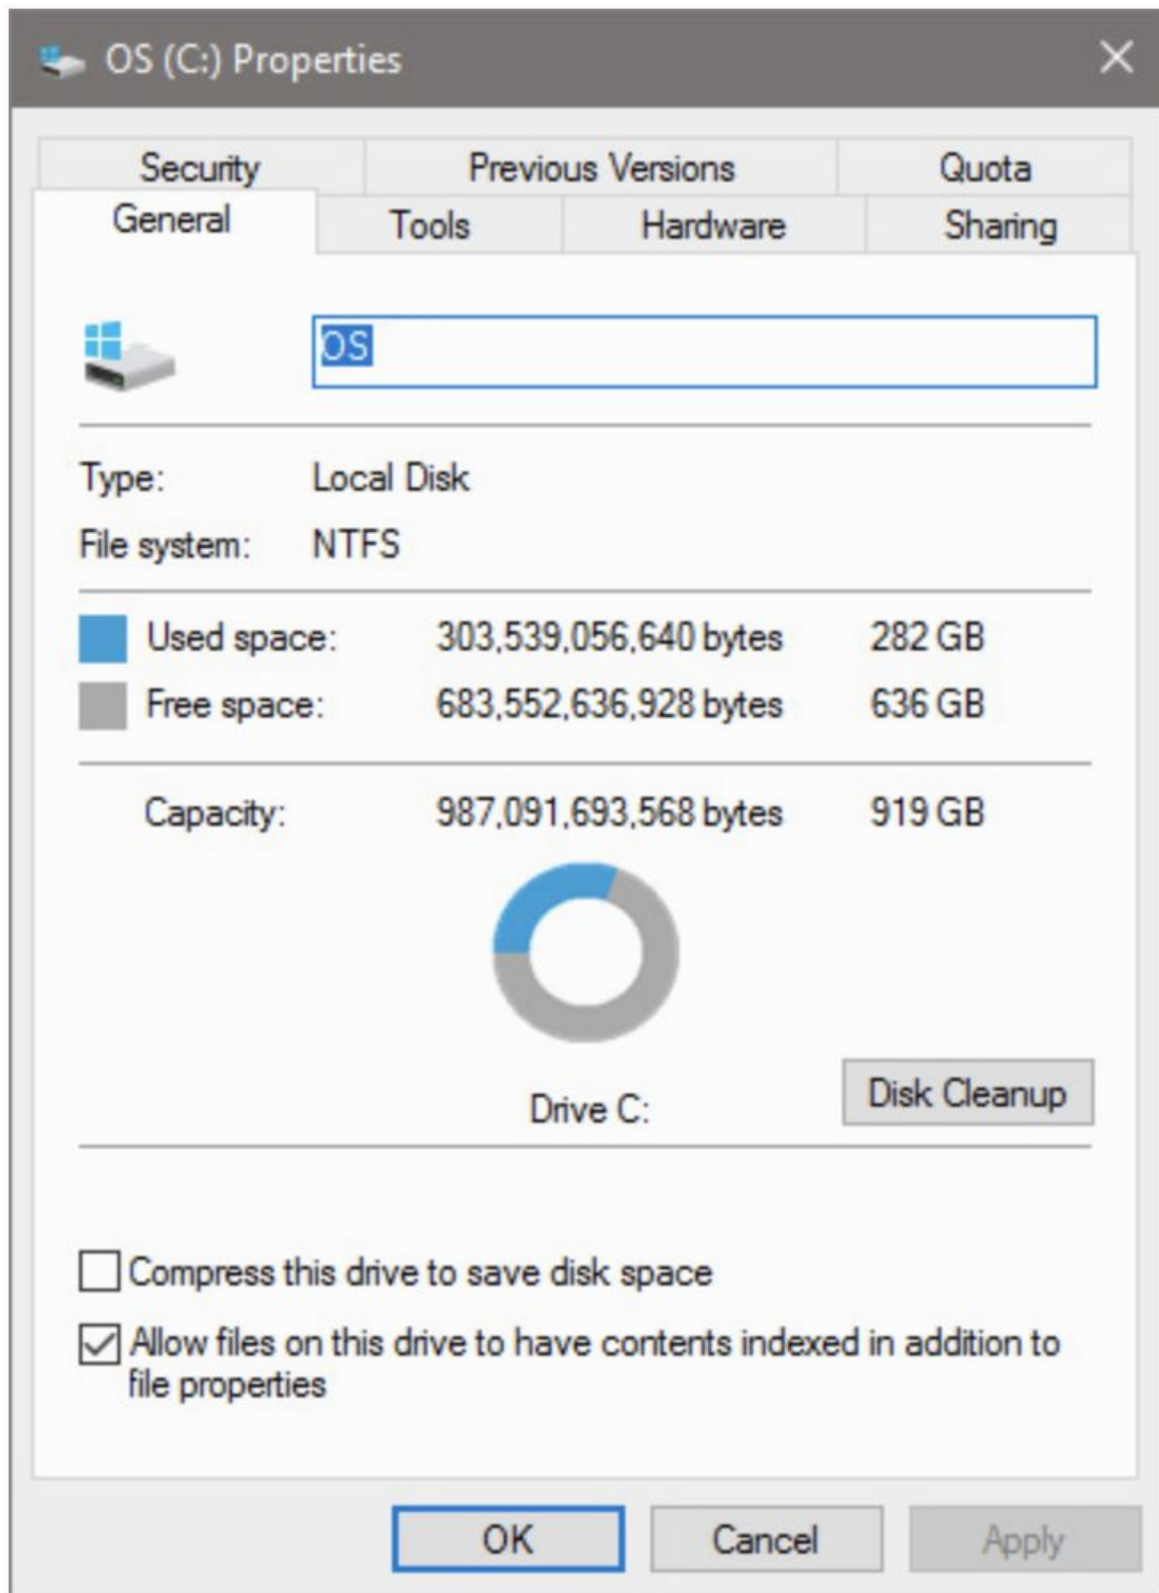 OS (C:) Properties
Security Previous Versions Quota
General Tools Hardware Sharing
OS
Type: Local Disk
File system: NTFS
Used space: 303,539,056,640 bytes 282 GB
Free space: 683,552,636,928 bytes 636 GB
Capacity: 987,091,693,568 bytes 919 GB
Drive C:
Disk Cleanup
Compress this drive to save disk space
Allow files on this drive to have contents indexed in addition to
file properties
OK Cancel Apply